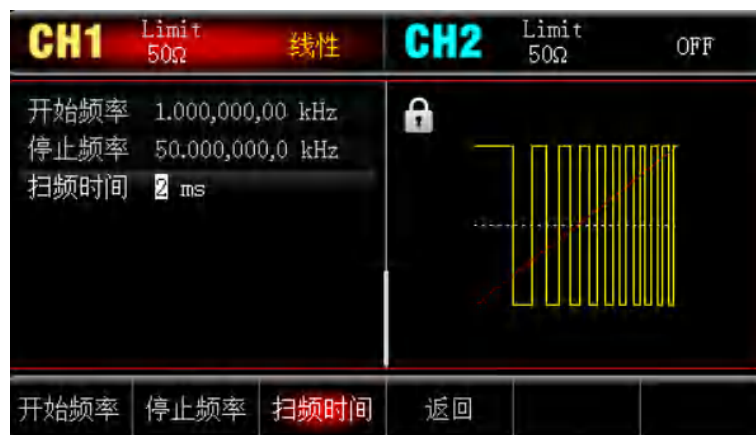 CH1 Limit 50Ω 线性 CH2 Limit 50Ω OFF
开始频率 1.000,000,00 kHz
停止频率 50.000,000,0 kHz
扫频时间 2 ms
开始频率 停止频率 扫频时间 返回